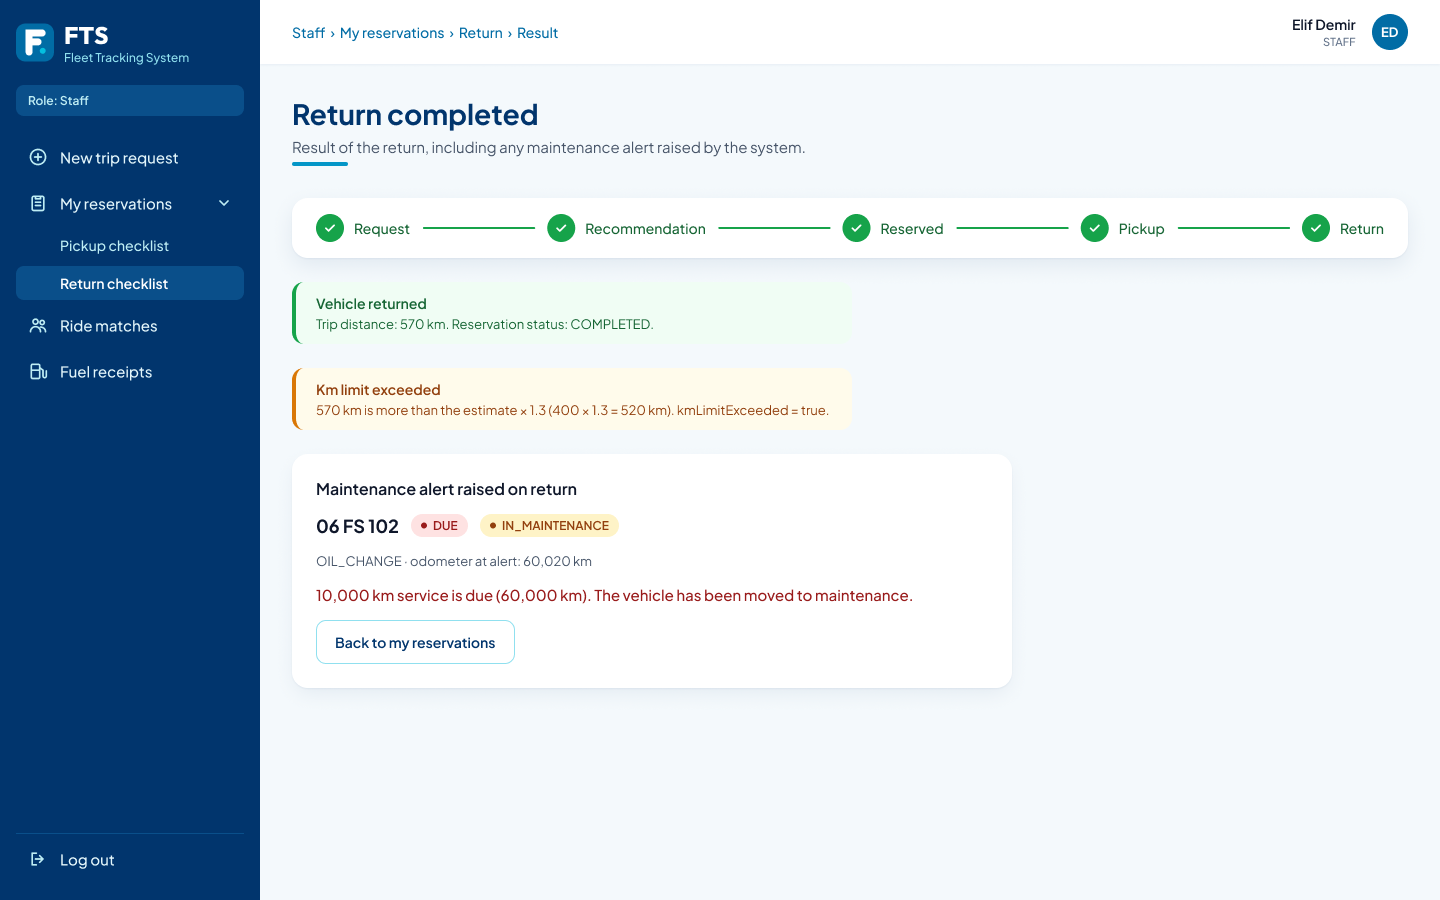 FTS
Fleet Tracking System
Role: Staff
New trip request
My reservations
Pickup checklist
Return checklist
Ride matches
Fuel receipts
Log out
Staff › My reservations › Return › Result
Elif Demir
STAFF
ED
Return completed
Result of the return, including any maintenance alert raised by the system.
Request
Recommendation
Reserved
Pickup
Return
Vehicle returned
Trip distance: 570 km. Reservation status: COMPLETED.
Km limit exceeded
570 km is more than the estimate × 1.3 (400 × 1.3 = 520 km). kmLimitExceeded = true.
Maintenance alert raised on return
06 FS 102 DUE IN_MAINTENANCE
OIL_CHANGE · odometer at alert: 60,020 km
10,000 km service is due (60,000 km). The vehicle has been moved to maintenance.
Back to my reservations